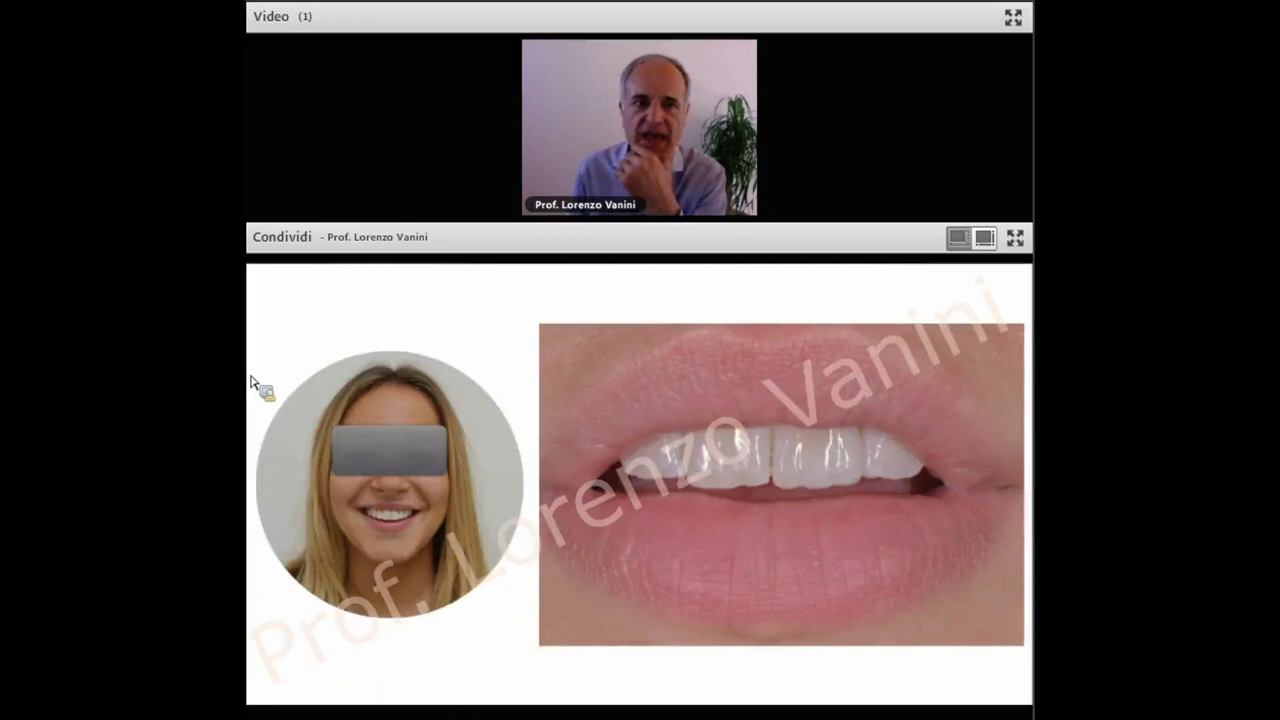 Video (1)
Prof. Lorenzo Vanini
Condividi - Prof. Lorenzo Vanini
Prof. Lorenzo Vanini